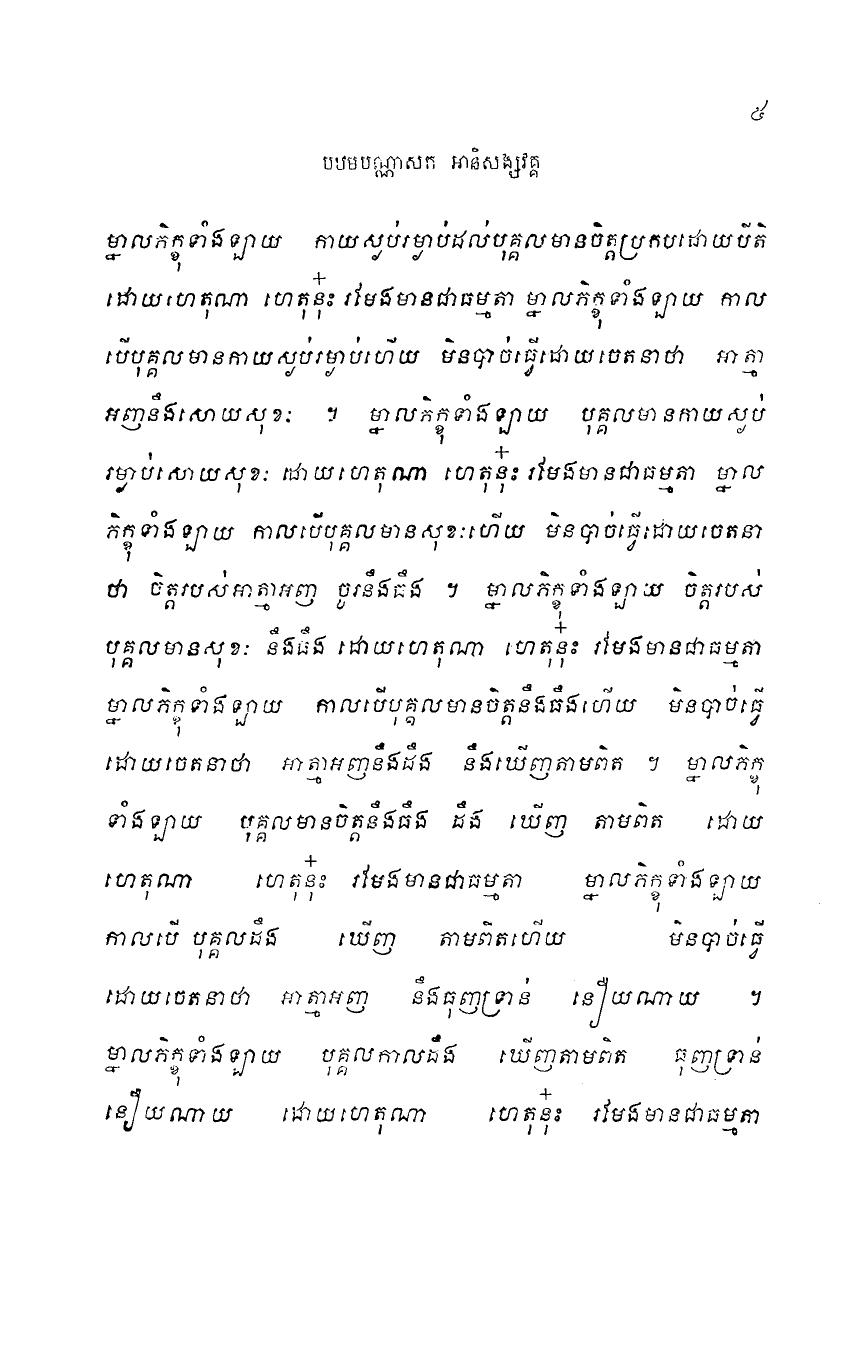 ៥
បឋមបណ្ណាសក អានិសង្សវគ្គ
ម្នាលភិក្ខុទាំងឡាយ កាយស្ងប់រម្ងាប់ដល់បុគ្គលមានចិត្តប្រកបដោយបីតិ
ដោយហេតុណា ហេតុនុ៎ះ រមែងមានជាធម្មតា ម្នាលភិក្ខុទាំងឡាយ កាល
បើបុគ្គលមានកាយស្ងប់រម្ងាប់ហើយ មិនបាច់ធ្វើដោយចេតនាថា អាត្មា
អញនឹងសោយសុខៈ ។ ម្នាលភិក្ខុទាំងឡាយ បុគ្គលមានកាយស្ងប់
រម្ងាប់សោយសុខៈ ដោយហេតុណា ហេតុនុ៎ះ រមែងមានជាធម្មតា ម្នាល
ភិក្ខុទាំងឡាយ កាលបើបុគ្គលមានសុខៈហើយ មិនបាច់ធ្វើដោយចេតនា
ថា ចិត្តរបស់អាត្មាអញ ចូរនឹងធឹង ។ ម្នាលភិក្ខុទាំងឡាយ ចិត្តរបស់
បុគ្គលមានសុខៈ នឹងធឹង ដោយហេតុណា ហេតុនុ៎ះ រមែងមានជាធម្មតា
ម្នាលភិក្ខុទាំងឡាយ កាលបើបុគ្គលមានចិត្តនឹងធឹងហើយ មិនបាច់ធ្វើ
ដោយចេតនាថា អាត្មាអញនឹងដឹង នឹងឃើញតាមពិត ។ ម្នាលភិក្ខុ
ទាំងឡាយ បុគ្គលមានចិត្តនឹងធឹង ដឹង ឃើញ តាមពិត ដោយ
ហេតុណា ហេតុនុ៎ះ រមែងមានជាធម្មតា ម្នាលភិក្ខុទាំងឡាយ
កាលបើ បុគ្គលដឹង ឃើញ តាមពិតហើយ មិនបាច់ធ្វើ
ដោយចេតនាថា អាត្មាអញ នឹងធុញទ្រាន់ នឿយណាយ ។
ម្នាលភិក្ខុទាំងឡាយ បុគ្គលកាលដឹង ឃើញតាមពិត ធុញទ្រាន់
នឿយណាយ ដោយហេតុណា ហេតុនុ៎ះ រមែងមានជាធម្មតា